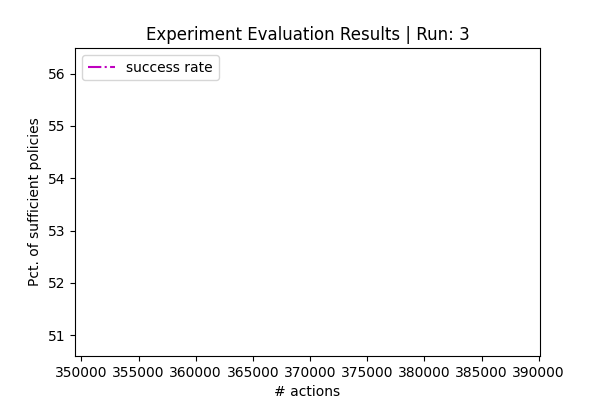 Experiment Evaluation Results | Run: 3
success rate
Pct. of sufficient policies
56
55
54
53
52
51
350000 355000 360000 365000 370000 375000 380000 385000 390000
# actions